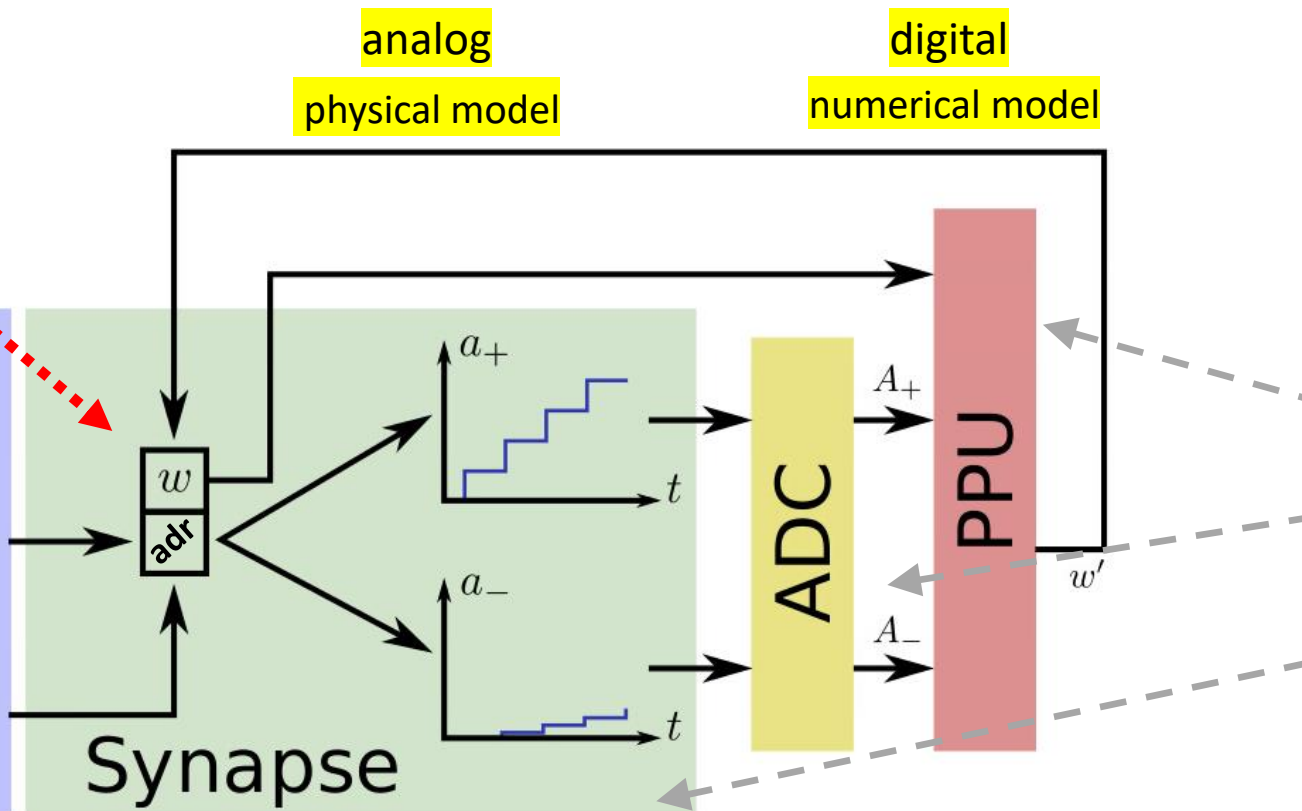 analog
physical model
digital
numerical model
a₊
t
w
adr
a₋
t
Synapse
ADC
A₊
A₋
PPU
w′